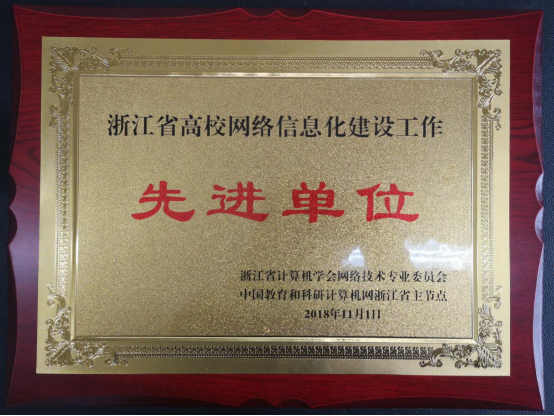 浙江省高校网络信息化建设工作
先进单位
浙江省计算机学会网络技术专业委员会
中国教育和科研计算机网浙江省主节点
2018年11月1日